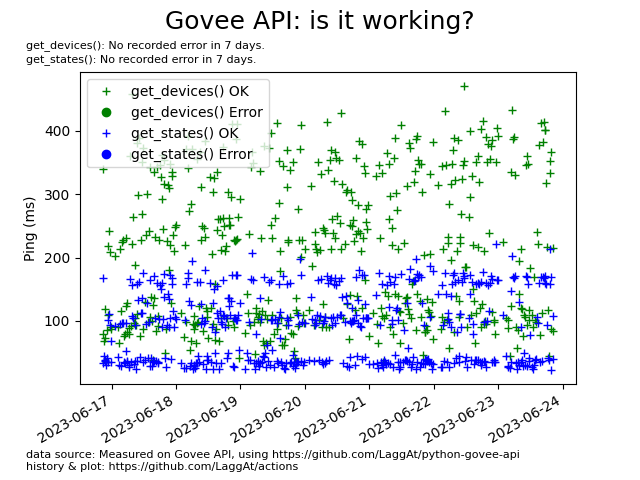 Govee API: is it working?
get_devices(): No recorded error in 7 days.
get_states(): No recorded error in 7 days.
get_devices() OK
get_devices() Error
get_states() OK
get_states() Error
Ping (ms)
400
300
200
100
2023-06-17
2023-06-18
2023-06-19
2023-06-20
2023-06-21
2023-06-22
2023-06-23
2023-06-24
data source: Measured on Govee API, using https://github.com/LaggAt/python-govee-api
history & plot: https://github.com/LaggAt/actions